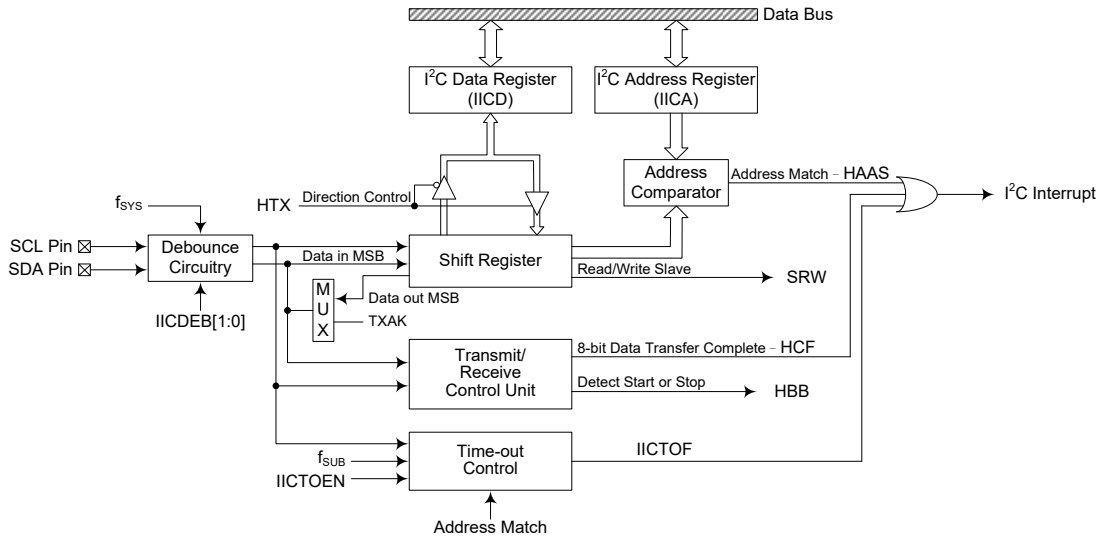 Data Bus
I²C Data Register
(IICD)
I²C Address Register
(IICA)
Address
Comparator
Address Match - HAAS
I²C Interrupt
HTX
Direction Control
fSYS
SCL Pin
SDA Pin
Debounce
Circuitry
IICDEB[1:0]
Data in MSB
Shift Register
Read/Write Slave
SRW
M
U
X
Data out MSB
TXAK
Transmit/
Receive
Control Unit
8-bit Data Transfer Complete - HCF
Detect Start or Stop
HBB
fSUB
IICTOEN
Time-out
Control
IICTOF
Address Match